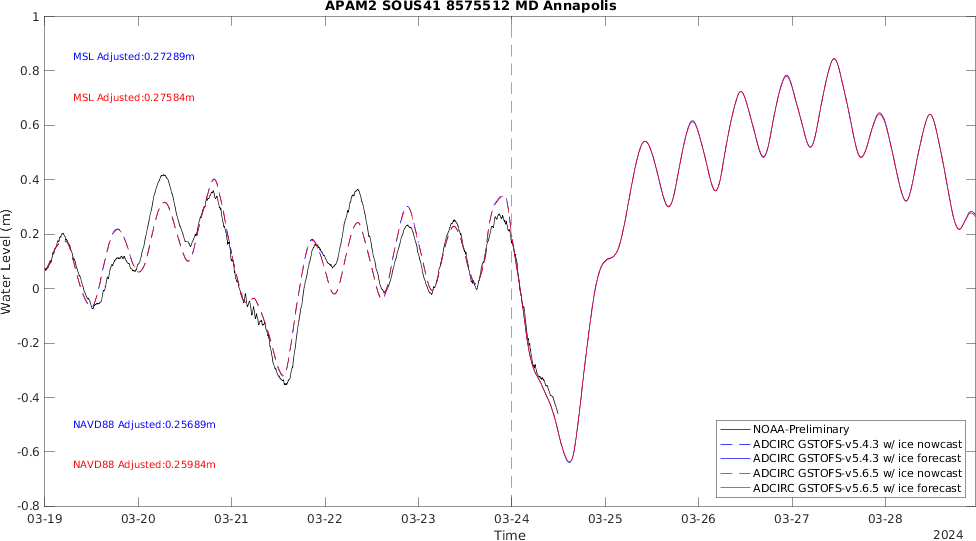 APAM2 SOUS41 8575512 MD Annapolis
1
0.8
0.6
0.4
0.2
0
-0.2
-0.4
-0.6
-0.8
Water Level (m)
MSL Adjusted:0.27289m
MSL Adjusted:0.27584m
NAVD88 Adjusted:0.25689m
NAVD88 Adjusted:0.25984m
NOAA-Preliminary
ADCIRC GSTOFS-v5.4.3 w/ ice nowcast
ADCIRC GSTOFS-v5.4.3 w/ ice forecast
ADCIRC GSTOFS-v5.6.5 w/ ice nowcast
ADCIRC GSTOFS-v5.6.5 w/ ice forecast
03-19 03-20 03-21 03-22 03-23 03-24 03-25 03-26 03-27 03-28
Time
2024